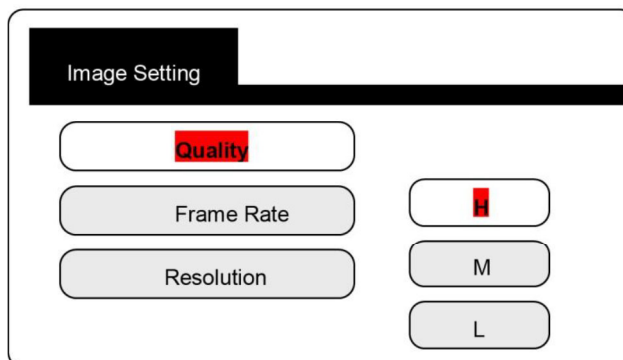 Image Setting
Quality
Frame Rate
Resolution
H
M
L